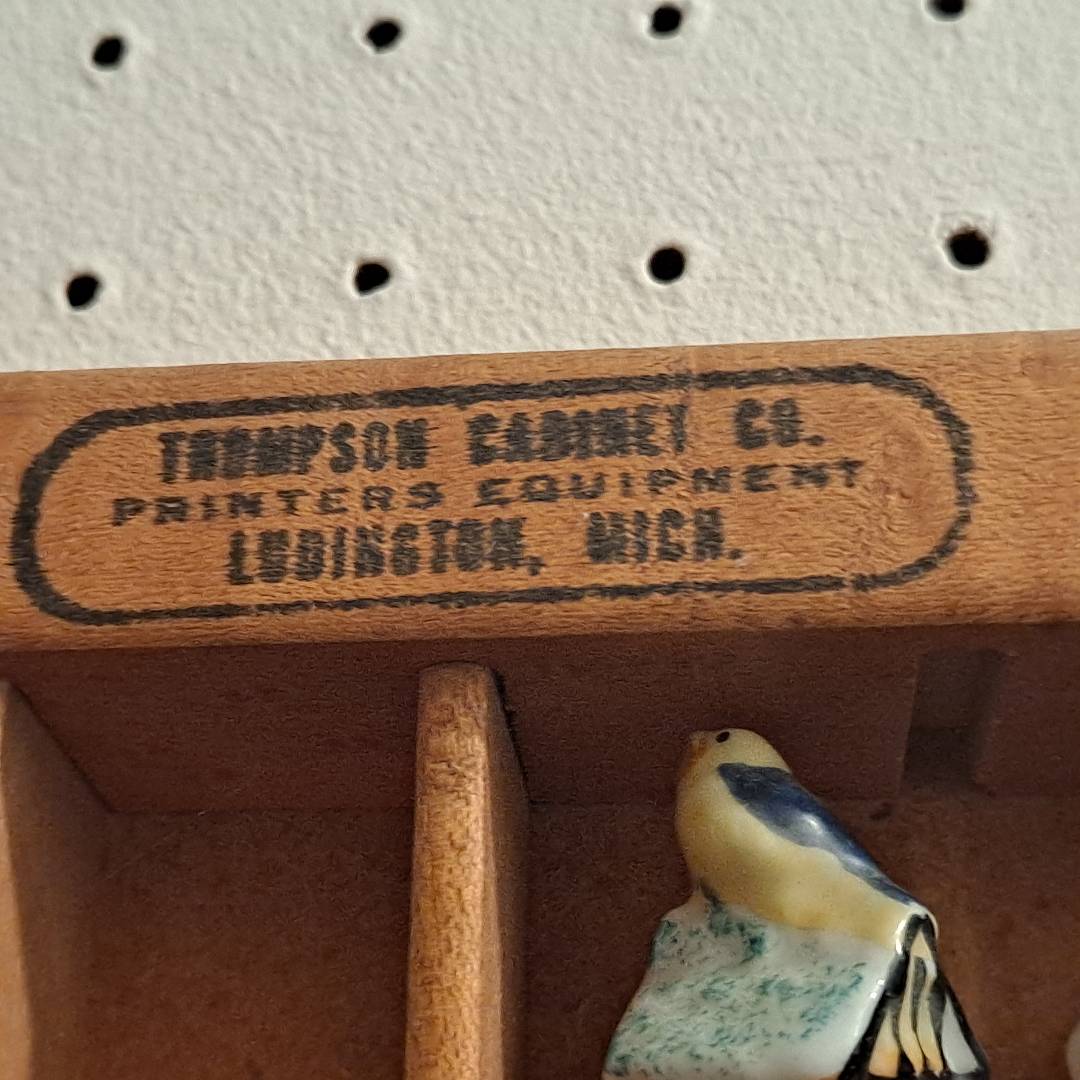 THOMPSON CABINET CO.
PRINTERS EQUIPMENT
LUDINGTON, MICH.